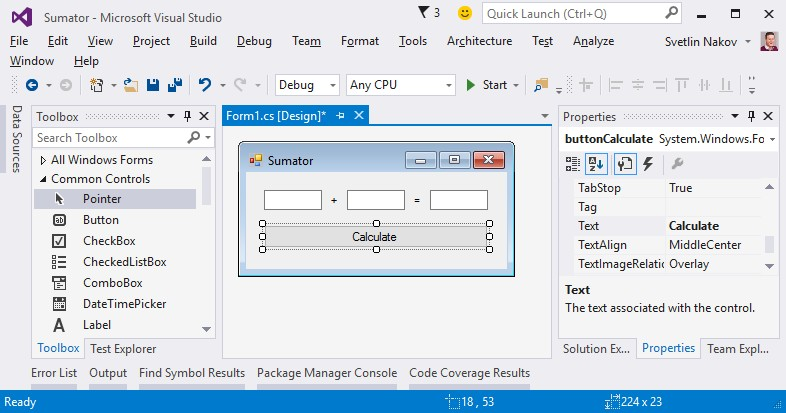 Sumator - Microsoft Visual Studio
3
Quick Launch (Ctrl+Q)
File Edit View Project Build Debug Team Format Tools Architecture Test Analyze Svetlin Nakov
Window Help
Debug Any CPU Start
Data Sources
Toolbox
Search Toolbox
All Windows Forms
Common Controls
Pointer
Button
CheckBox
CheckedListBox
ComboBox
DateTimePicker
A Label
Toolbox Test Explorer
Form1.cs [Design]*
Sumator
+ =
Calculate
Properties
buttonCalculate System.Windows.Fo
TabStop True
Tag
Text Calculate
TextAlign MiddleCenter
TextImageRelatic Overlay
Text
The text associated with the control.
Solution Ex... Properties Team Expl...
Error List Output Find Symbol Results Package Manager Console Code Coverage Results
Ready 18 , 53 224 x 23